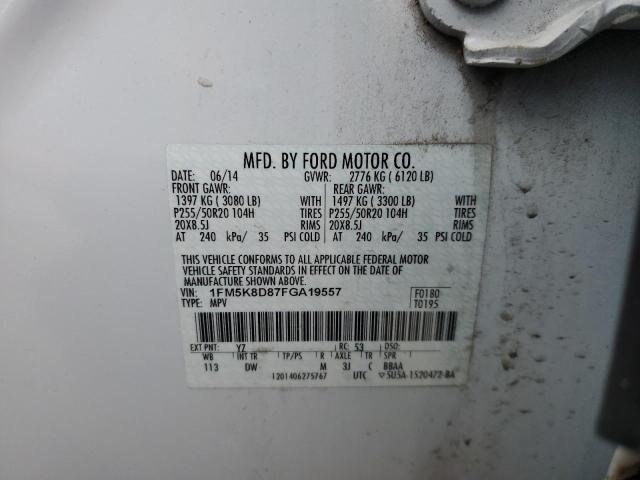 MFD. BY FORD MOTOR CO.
DATE: 06/14 GVWR: 2776 KG ( 6120 LB)
FRONT GAWR: REAR GAWR:
1397 KG ( 3080 LB) WITH 1497 KG ( 3300 LB) WITH
P255/50R20 104H TIRES P255/50R20 104H TIRES
20X8.5J RIMS 20X8.5J RIMS
AT 240 kPa/ 35 PSI COLD AT 240 kPa/ 35 PSI COLD
THIS VEHICLE CONFORMS TO ALL APPLICABLE FEDERAL MOTOR
VEHICLE SAFETY BUMPER, AND THEFT PREVENTION STANDARDS
IN EFFECT ON THE DATE OF MANUFACTURE SHOWN ABOVE.
VIN: 1FM5K8D87FGA19557 F0180
TYPE: MPV T0195
EXT PNT: YZ RC: 53 DSO:
WB INT TR TP/PS R AXLE TR SPR
113 DW M 3J C BBAA
1201406275767 UTC ▽5U5A-1520472-BA